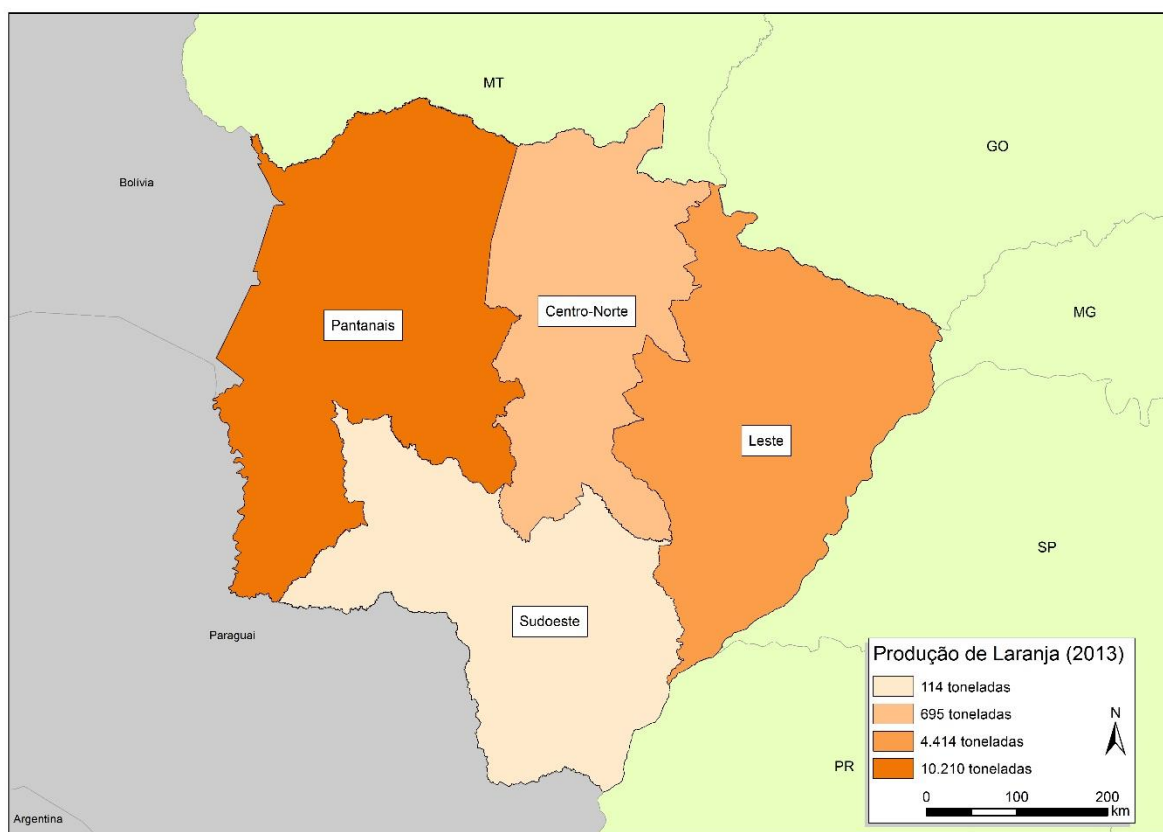 MT
GO
Bolívia
MG
Centro-Norte
Pantanais
Leste
SP
Sudoeste
Paraguai
PR
Argentina
Produção de Laranja (2013)
114 toneladas
695 toneladas
4.414 toneladas
10.210 toneladas
N
0 100 200
km